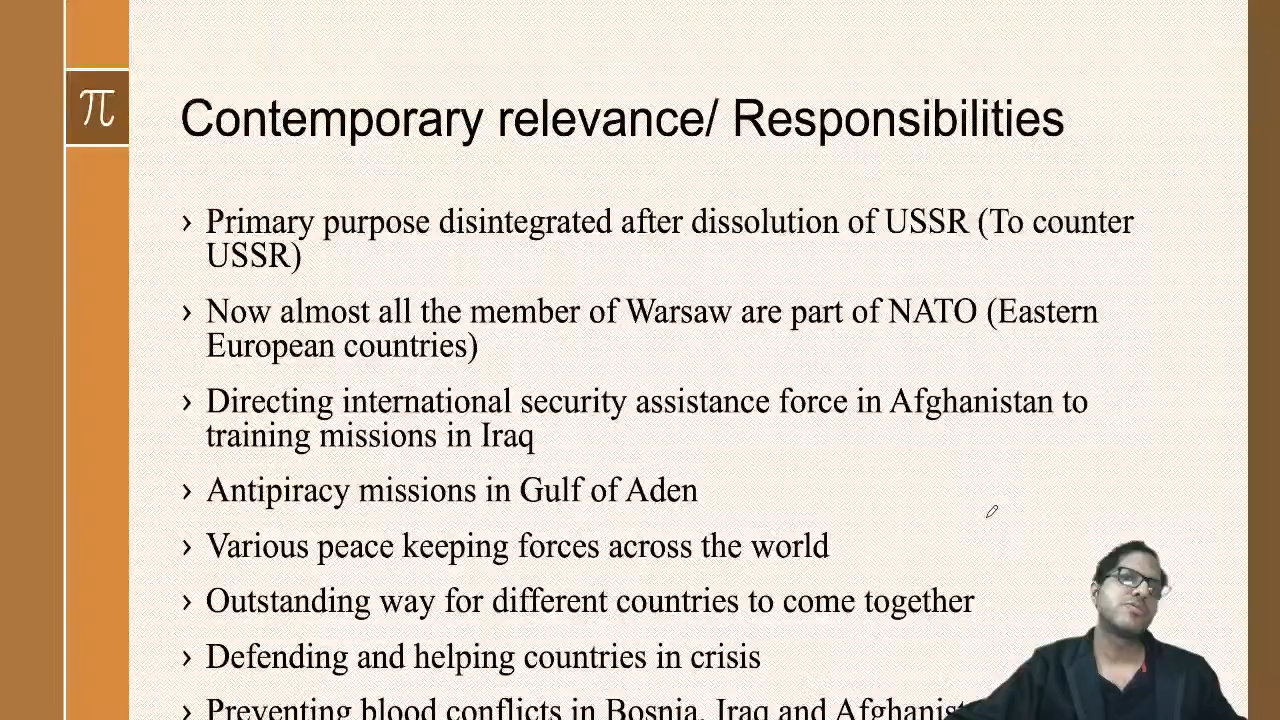 π
Contemporary relevance/ Responsibilities
› Primary purpose disintegrated after dissolution of USSR (To counter
USSR)
› Now almost all the member of Warsaw are part of NATO (Eastern
European countries)
› Directing international security assistance force in Afghanistan to
training missions in Iraq
› Antipiracy missions in Gulf of Aden
› Various peace keeping forces across the world
› Outstanding way for different countries to come together
› Defending and helping countries in crisis
› Preventing blood conflicts in Bosnia, Iraq and